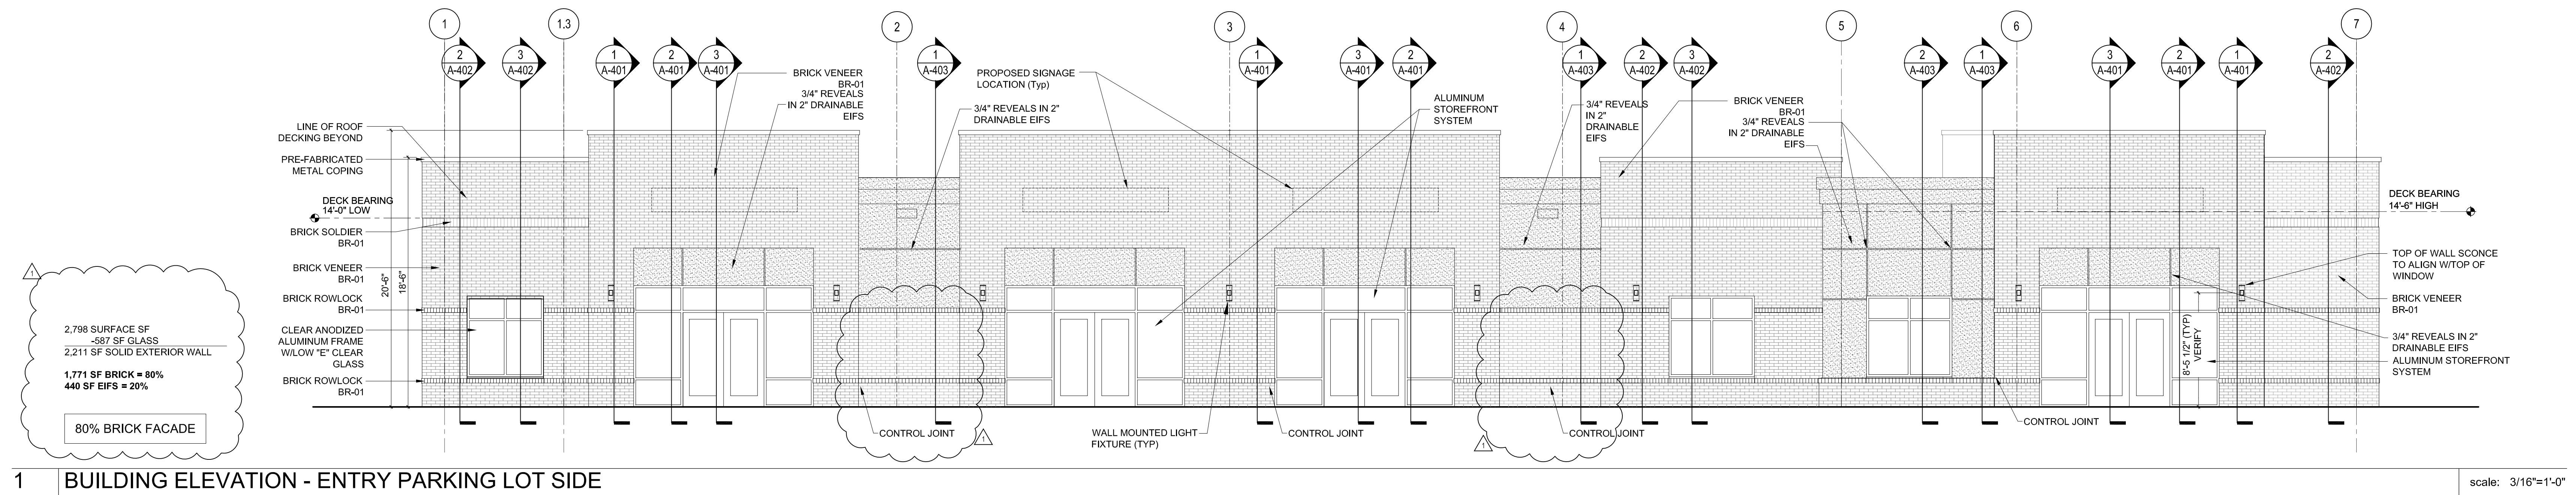 1
1.3
2
3
4
5
6
7
2
A-402
3
A-402
1
A-401
2
A-401
3
A-401
1
A-403
1
A-401
3
A-401
2
A-401
1
A-403
2
A-402
3
A-402
2
A-403
1
A-403
3
A-401
2
A-401
1
A-401
2
A-402
BRICK VENEER
BR-01
3/4" REVEALS
IN 2" DRAINABLE
EIFS
PROPOSED SIGNAGE
LOCATION (Typ)
3/4" REVEALS IN 2"
DRAINABLE EIFS
ALUMINUM
STOREFRONT
SYSTEM
3/4" REVEALS
IN 2"
DRAINABLE
EIFS
BRICK VENEER
BR-01
3/4" REVEALS
IN 2" DRAINABLE
EIFS
LINE OF ROOF
DECKING BEYOND
PRE-FABRICATED
METAL COPING
DECK BEARING
14'-0" LOW
BRICK SOLDIER
BR-01
BRICK VENEER
BR-01
BRICK ROWLOCK
BR-01
CLEAR ANODIZED
ALUMINUM FRAME
W/LOW "E" CLEAR
GLASS
BRICK ROWLOCK
BR-01
20'-6"
18'-6"
DECK BEARING
14'-6" HIGH
TOP OF WALL SCONCE
TO ALIGN W/TOP OF
WINDOW
BRICK VENEER
BR-01
3/4" REVEALS IN 2"
DRAINABLE EIFS
ALUMINUM STOREFRONT
SYSTEM
8'-5 1/2" (TYP)
VERIFY
1
2,798 SURFACE SF
-587 SF GLASS
2,211 SF SOLID EXTERIOR WALL
1,771 SF BRICK = 80%
440 SF EIFS = 20%
80% BRICK FACADE
CONTROL JOINT
1
WALL MOUNTED LIGHT
FIXTURE (TYP)
CONTROL JOINT
1
CONTROL JOINT
CONTROL JOINT
1 BUILDING ELEVATION - ENTRY PARKING LOT SIDE
scale: 3/16"=1'-0"